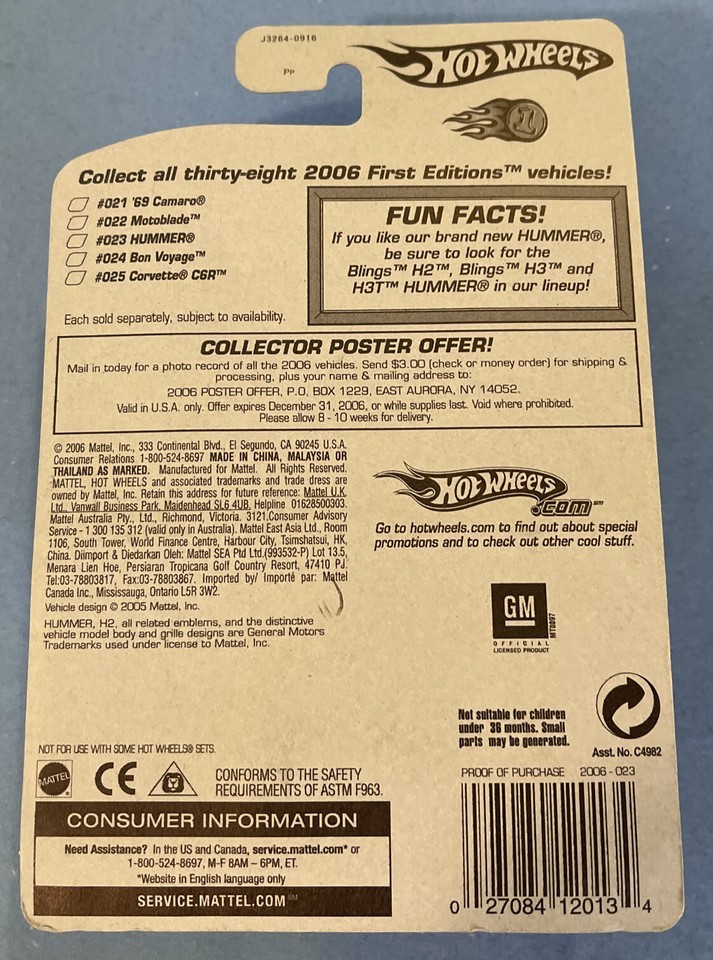 J3264-0916
Pp
HOT WHEELS
1
Collect all thirty-eight 2006 First Editions™ vehicles!
#021 '69 Camaro®
#022 Motoblade™
#023 HUMMER®
#024 Bon Voyage™
#025 Corvette® C6R™
Each sold separately, subject to availability.
FUN FACTS!
If you like our brand new HUMMER®,
be sure to look for the
Blings™ H2™, Blings™ H3™ and
H3T™ HUMMER® in our lineup!
COLLECTOR POSTER OFFER!
Mail in today for a photo record of all the 2006 vehicles. Send $3.00 (check or money order) for shipping &
processing, plus your name & mailing address to:
2006 POSTER OFFER, P.O. BOX 1229, EAST AURORA, NY 14052.
Valid in U.S.A. only. Offer expires December 31, 2006, or while supplies last. Void where prohibited.
Please allow 8 - 10 weeks for delivery.
© 2006 Mattel, Inc., 333 Continental Blvd., El Segundo, CA 90245 U.S.A.
Consumer Relations 1-800-524-8697 MADE IN CHINA, MALAYSIA OR
THAILAND AS MARKED. Manufactured for Mattel. All Rights Reserved.
MATTEL, HOT WHEELS and associated trademarks and trade dress are
owned by Mattel, Inc. Retain this address for future reference: Mattel U.K.
Ltd., Vanwall Business Park, Maidenhead SL6 4UB. Helpline 01628500303.
Mattel Australia Pty., Ltd., Richmond, Victoria. 3121.Consumer Advisory
Service - 1 300 135 312 (valid only in Australia). Mattel East Asia Ltd., Room
1106, South Tower, World Finance Centre, Harbour City, Tsimshatsui, HK,
China. Diimport & Diedarkan Oleh: Mattel SEA Ptd Ltd.(993532-P) Lot 13.5,
Menara Lien Hoe, Persiaran Tropicana Golf Country Resort, 47410 PJ.
Tel:03-78803817, Fax:03-78803867. Imported by/ Importé par: Mattel
Canada Inc., Mississauga, Ontario L5R 3W2.
Vehicle design © 2005 Mattel, Inc.
HUMMER, H2, all related emblems, and the distinctive
vehicle model body and grille designs are General Motors
Trademarks used under license to Mattel, Inc.
HOT WHEELS
.COM℠
Go to hotwheels.com to find out about special
promotions and to check out other cool stuff.
GM
MT0097
OFFICIAL
LICENSED PRODUCT
Not suitable for children
under 36 months. Small
parts may be generated.
Asst. No. C4982
NOT FOR USE WITH SOME HOT WHEELS® SETS.
MATTEL
CE
CONFORMS TO THE SAFETY
REQUIREMENTS OF ASTM F963.
CONSUMER INFORMATION
Need Assistance? In the US and Canada, service.mattel.com* or
1-800-524-8697, M-F 8AM – 6PM, ET.
*Website in English language only
SERVICE.MATTEL.COM℠
PROOF OF PURCHASE 2006 - 023
0 27084 12013 4